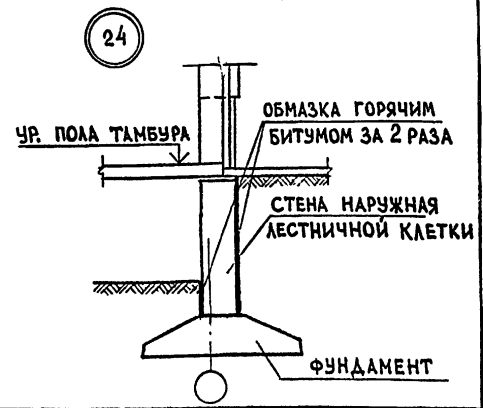 24
ОБМАЗКА ГОРЯЧИМ
БИТУМОМ ЗА 2 РАЗА
УР. ПОЛА ТАМБУРА
СТЕНА НАРУЖНАЯ
ЛЕСТНИЧНОЙ КЛЕТКИ
ФУНДАМЕНТ